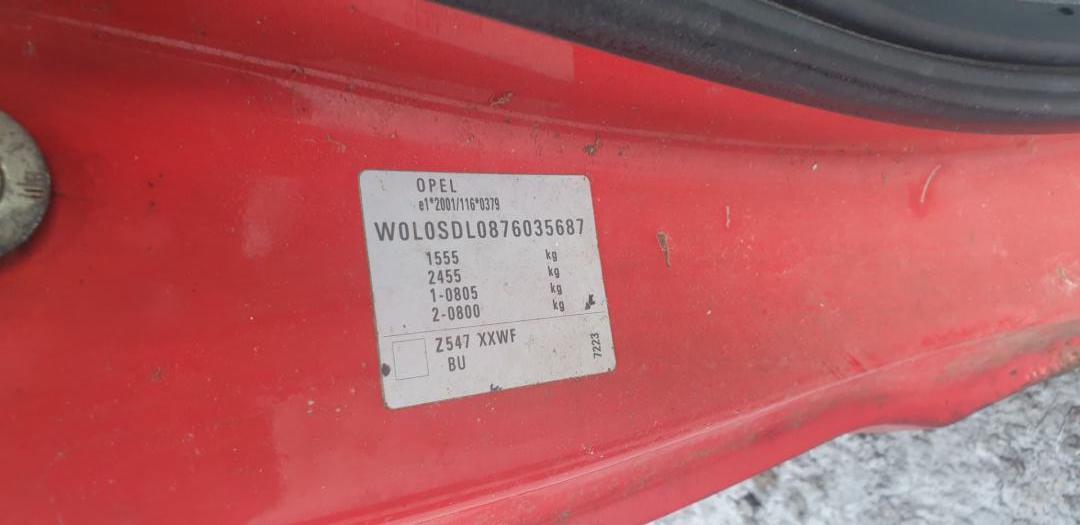 OPEL
e1*2001/116*0379
W0L0SDL0876035687
1555 kg
2455 kg
1-0805 kg
2-0800 kg
Z547 XXWF
BU
7223